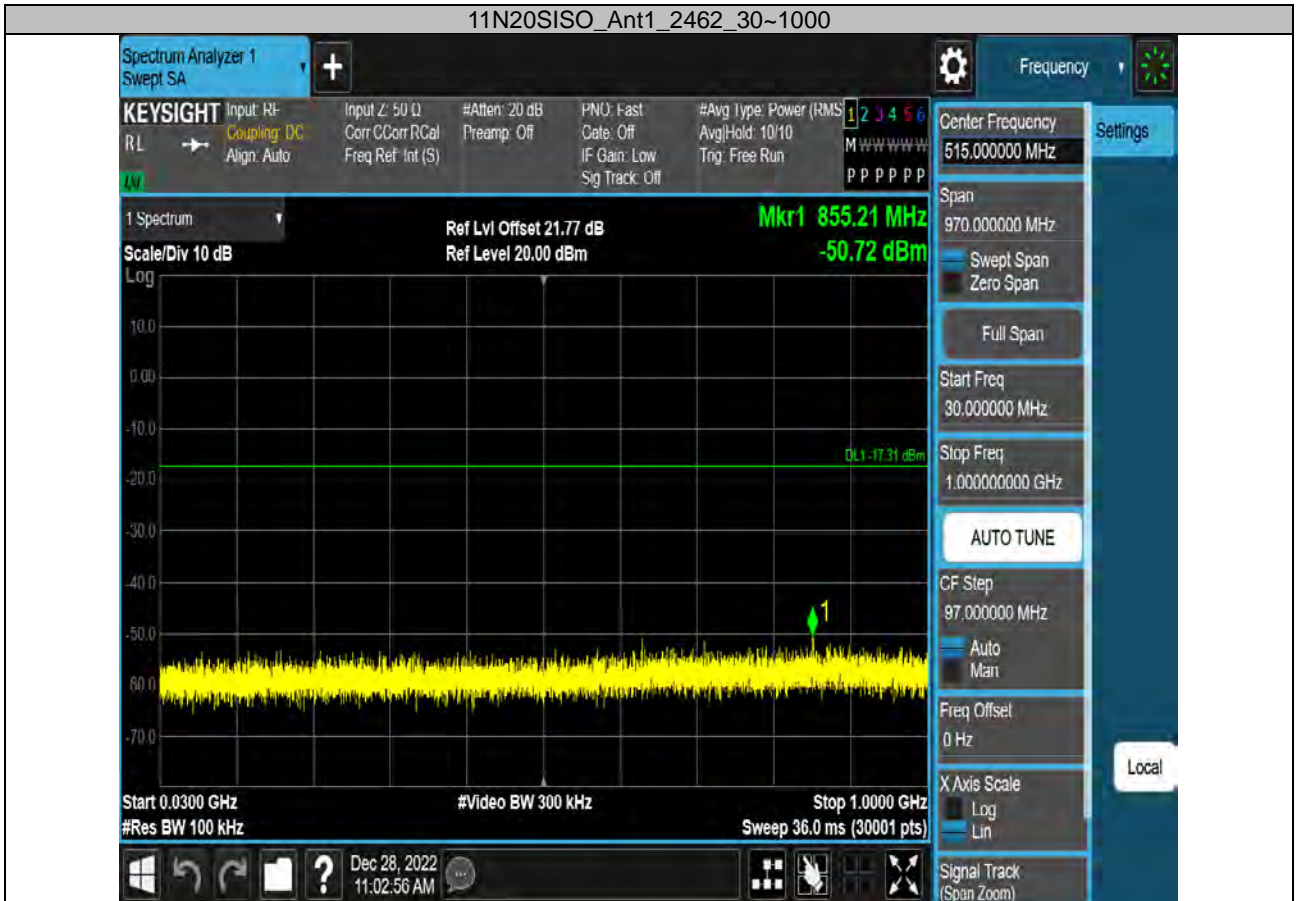 11N20SISO_Ant1_2462_30~1000
Spectrum Analyzer 1
Swept SA
+
Frequency
KEYSIGHT
RL
Input: RF
Coupling: DC
Align: Auto
Input Z: 50 Ω
Corr CCorr RCal
Freq Ref: Int (S)
#Atten: 20 dB
Preamp: Off
PNO: Fast
Gate: Off
IF Gain: Low
Sig Track: Off
#Avg Type: Power (RMS
Avg|Hold: 10/10
Trig: Free Run
1 2 3 4 5 6
M W W W W W
P P P P P P
1 Spectrum
Scale/Div 10 dB
Ref Lvl Offset 21.77 dB
Ref Level 20.00 dBm
Mkr1 855.21 MHz
-50.72 dBm
Log
10.0
0.00
-10.0
-20.0
-30.0
-40.0
-50.0
-60.0
-70.0
DL1 -17.31 dBm
1
Start 0.0300 GHz
#Res BW 100 kHz
#Video BW 300 kHz
Stop 1.0000 GHz
Sweep 36.0 ms (30001 pts)
?
Dec 28, 2022
11:02:56 AM
Center Frequency
515.000000 MHz
Settings
Span
970.000000 MHz
Swept Span
Zero Span
Full Span
Start Freq
30.000000 MHz
Stop Freq
1.000000000 GHz
AUTO TUNE
CF Step
97.000000 MHz
Auto
Man
Freq Offset
0 Hz
X Axis Scale
Log
Lin
Local
Signal Track
(Span Zoom)